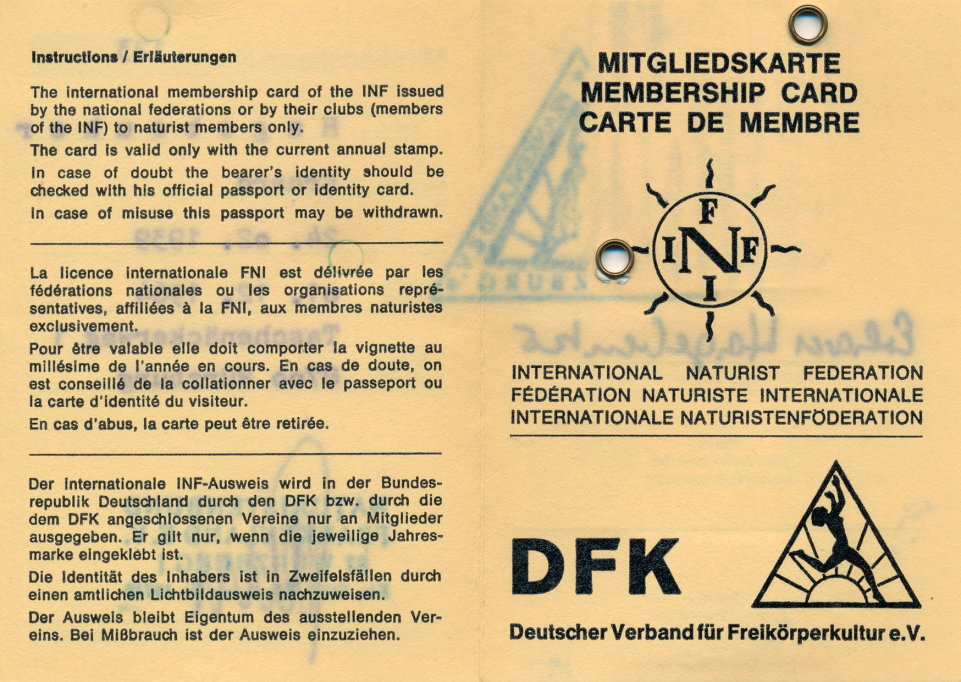 Instructions / Erläuterungen
The international membership card of the INF issued
by the national federations or by their clubs (members
of the INF) to naturist members only.
The card is valid only with the current annual stamp.
In case of doubt the bearer's identity should be
checked with his official passport or identity card.
In case of misuse this passport may be withdrawn.
La licence internationale FNI est délivrée par les
fédérations nationales ou les organisations repré-
sentatives, affiliées à la FNI, aux membres naturistes
exclusivement.
Pour être valable elle doit comporter la vignette au
millésime de l'année en cours. En cas de doute, on
est conseillé de la collationner avec le passeport ou
la carte d'identité du visiteur.
En cas d'abus, la carte peut être retirée.
Der internationale INF-Ausweis wird in der Bundes-
republik Deutschland durch den DFK bzw. durch die
dem DFK angeschlossenen Vereine nur an Mitglieder
ausgegeben. Er gilt nur, wenn die jeweilige Jahres-
marke eingeklebt ist.
Die Identität des Inhabers ist in Zweifelsfällen durch
einen amtlichen Lichtbildausweis nachzuweisen.
Der Ausweis bleibt Eigentum des ausstellenden Ver-
eins. Bei Mißbrauch ist der Ausweis einzuziehen.
MITGLIEDSKARTE
MEMBERSHIP CARD
CARTE DE MEMBRE
F
I N F
I
INTERNATIONAL NATURIST FEDERATION
FÉDÉRATION NATURISTE INTERNATIONALE
INTERNATIONALE NATURISTENFÖDERATION
DFK
Deutscher Verband für Freikörperkultur e.V.